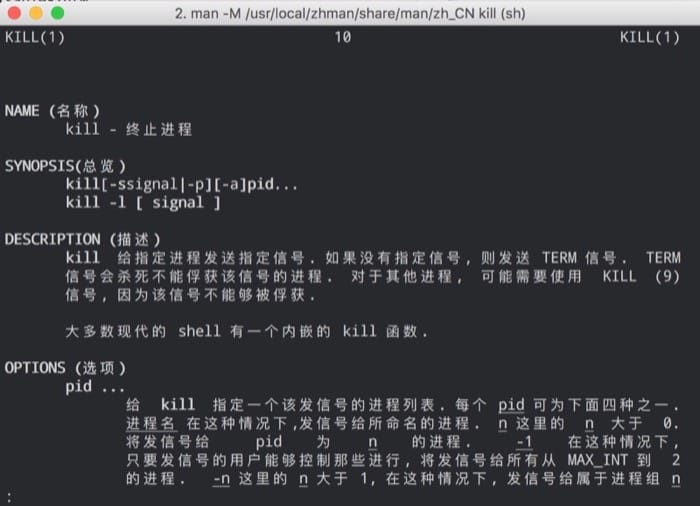 2. man -M /usr/local/zhman/share/man/zh_CN kill (sh)
KILL(1) 10 KILL(1)
NAME (名称)
kill - 终止进程
SYNOPSIS(总览)
kill[-ssignal|-p][-a]pid...
kill -l [ signal ]
DESCRIPTION (描述)
kill 给指定进程发送指定信号. 如果没有指定信号, 则发送 TERM 信号. TERM
信号会杀死不能俘获该信号的进程. 对于其他进程, 可能需要使用 KILL (9)
信号, 因为该信号不能够被俘获.
大多数现代的 shell 有一个内嵌的 kill 函数.
OPTIONS (选项)
pid ...
给 kill 指定一个该发信号的进程列表. 每个 pid 可为下面四种之一.
进程名 在这种情况下,发信号给所命名的进程. n 这里的 n 大于 0.
将发信号给 pid 为 n 的进程. -1 在这种情况下,
只要发信号的用户能够控制那些进行, 将发信号给所有从 MAX_INT 到 2
的进程. -n 这里的 n 大于 1, 在这种情况下, 发信号给属于进程组 n
: